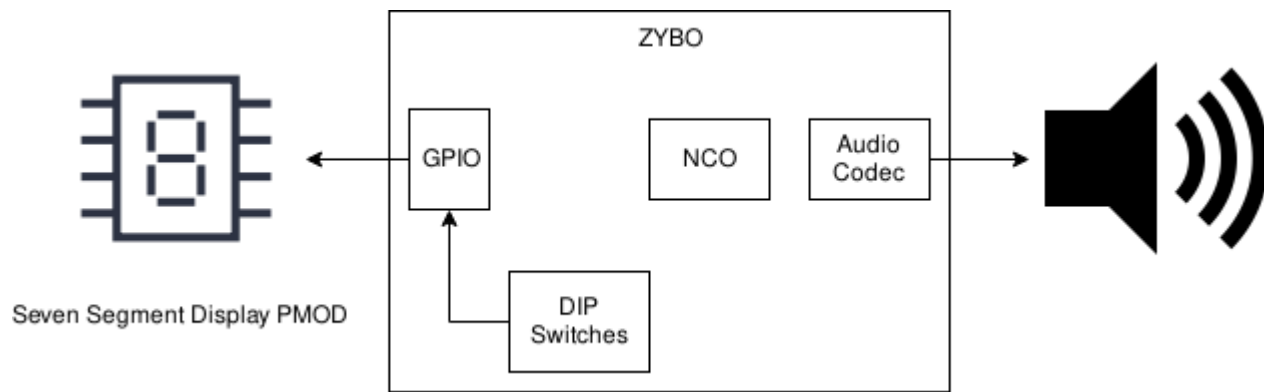 ZYBO
GPIO
NCO
Audio
Codec
DIP
Switches
Seven Segment Display PMOD